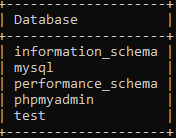 +--------------------+
| Database           |
+--------------------+
| information_schema |
| mysql              |
| performance_schema |
| phpmyadmin         |
| test               |
+--------------------+